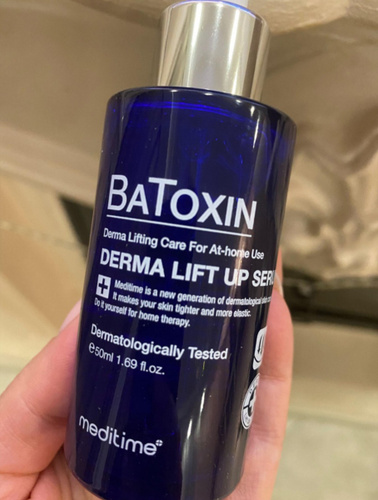 BATOXIN
Derma Lifting Care For At-home Use
DERMA LIFT UP
Meditime is a new generation of dermatological
It makes your skin tighter and more elastic.
Do it yourself for home therapy.
Dermatologically Tested
℮50ml 1.69 fl.oz.
meditime